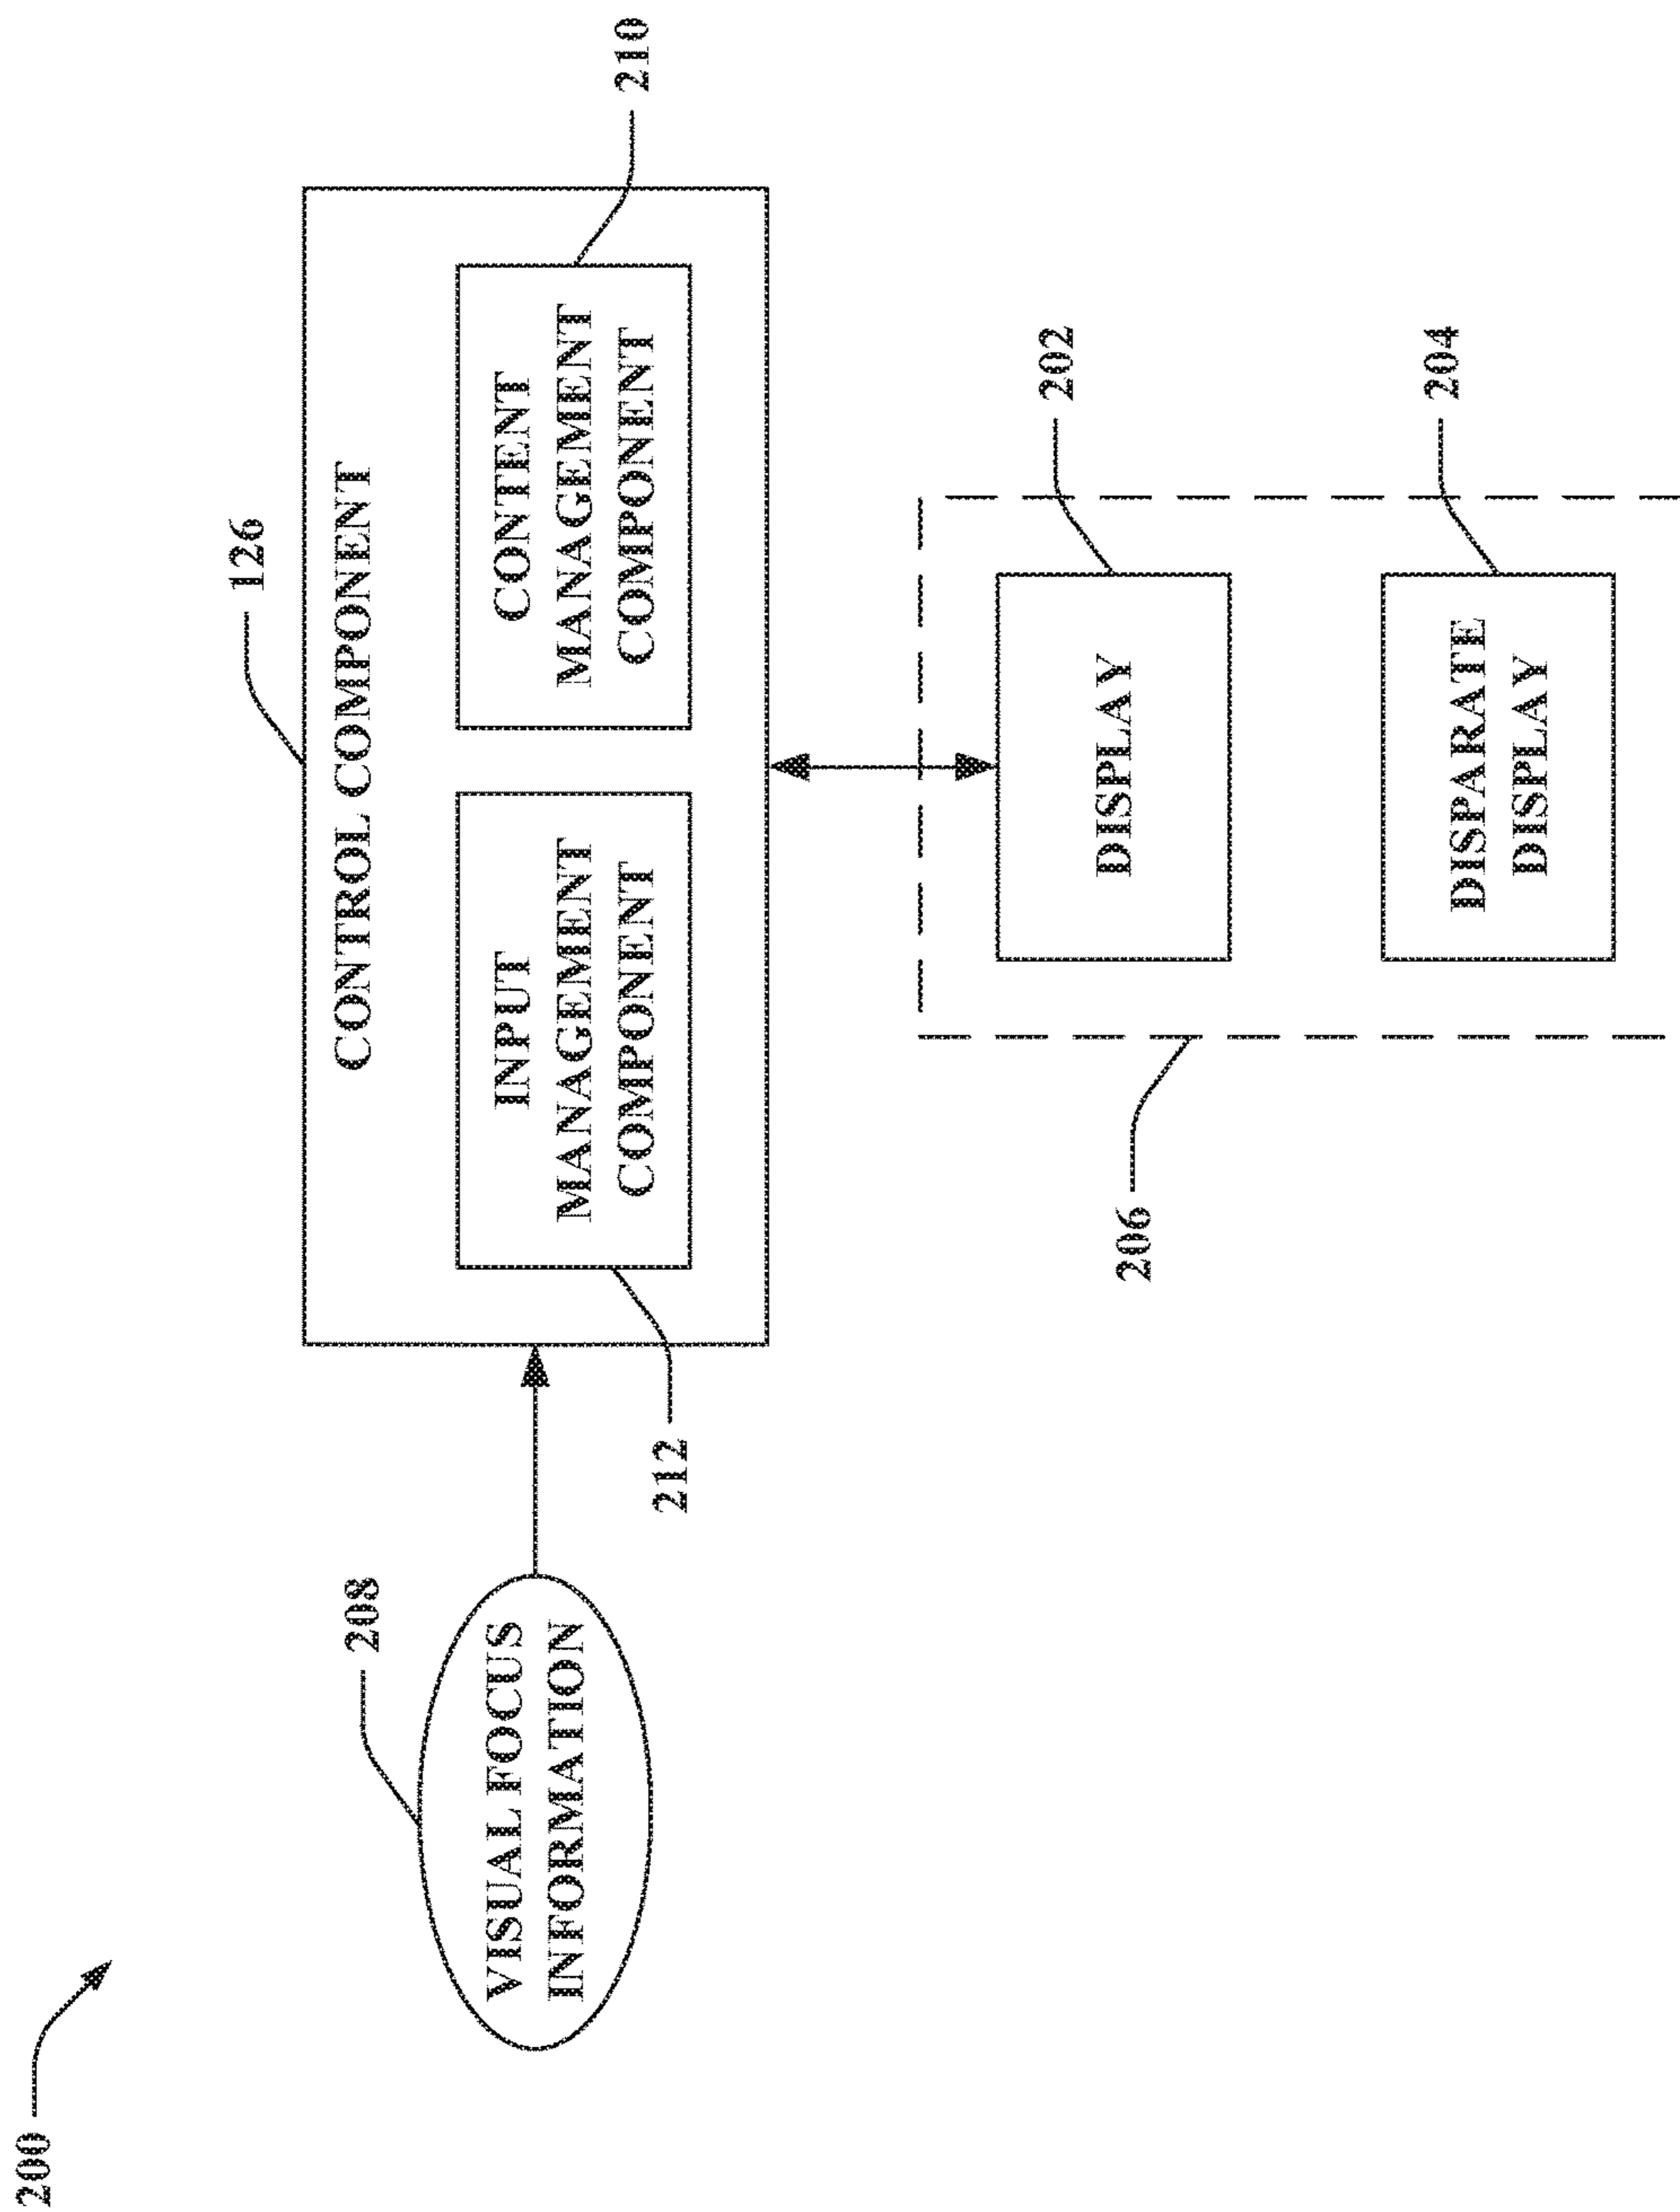 200
126
CONTROL COMPONENT
208
VISUAL FOCUS
INFORMATION
INPUT
MANAGEMENT
COMPONENT
CONTENT
MANAGEMENT
COMPONENT
212
210
202
DISPLAY
206
204
DISPARATE
DISPLAY